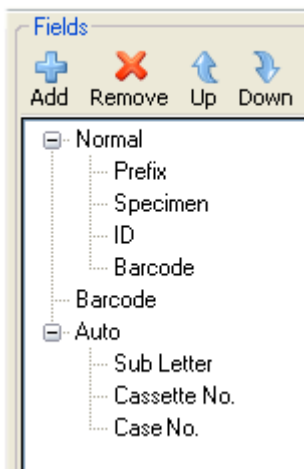 Fields
Add Remove Up Down
Normal
Prefix
Specimen
ID
Barcode
Barcode
Auto
Sub Letter
Cassette No.
Case No.